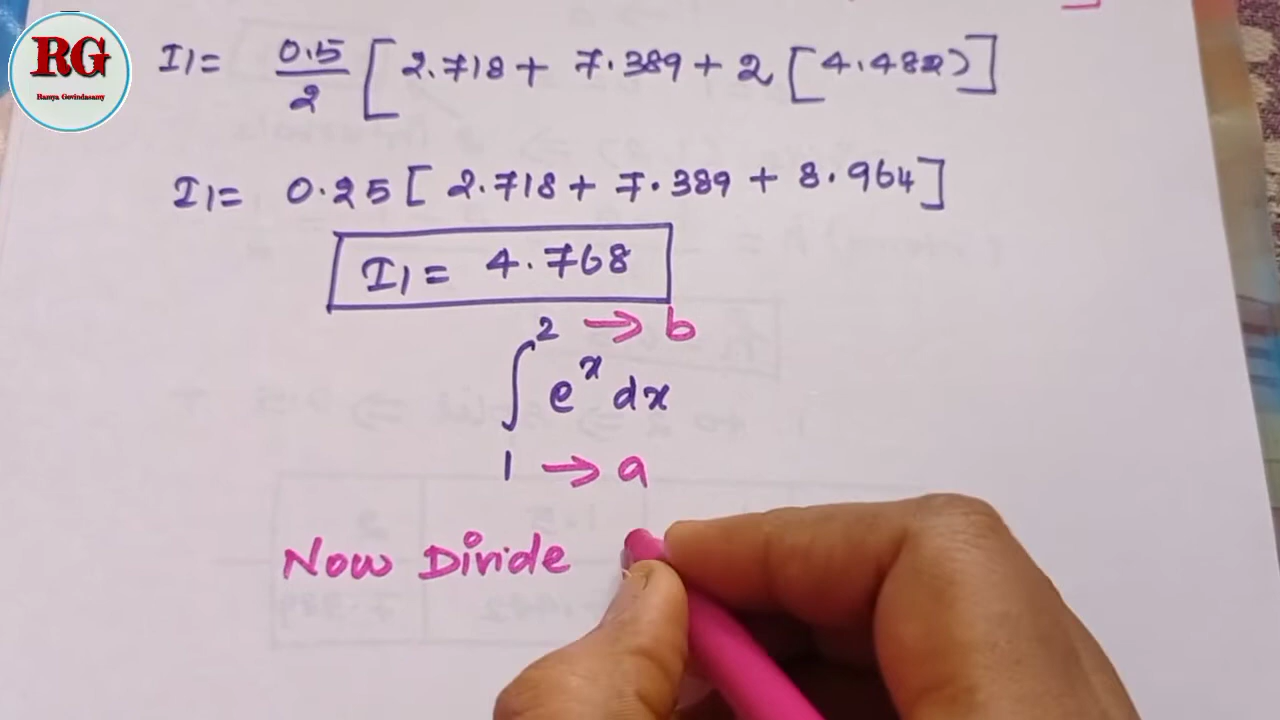 RG
Ramya Govindasamy
I1 = 0.5/2 [2.718 + 7.389 + 2[4.482)]
I1 = 0.25[2.718 + 7.389 + 8.964]
I1 = 4.768
∫ 2 → b
e^x dx
1 → a
Now Divide